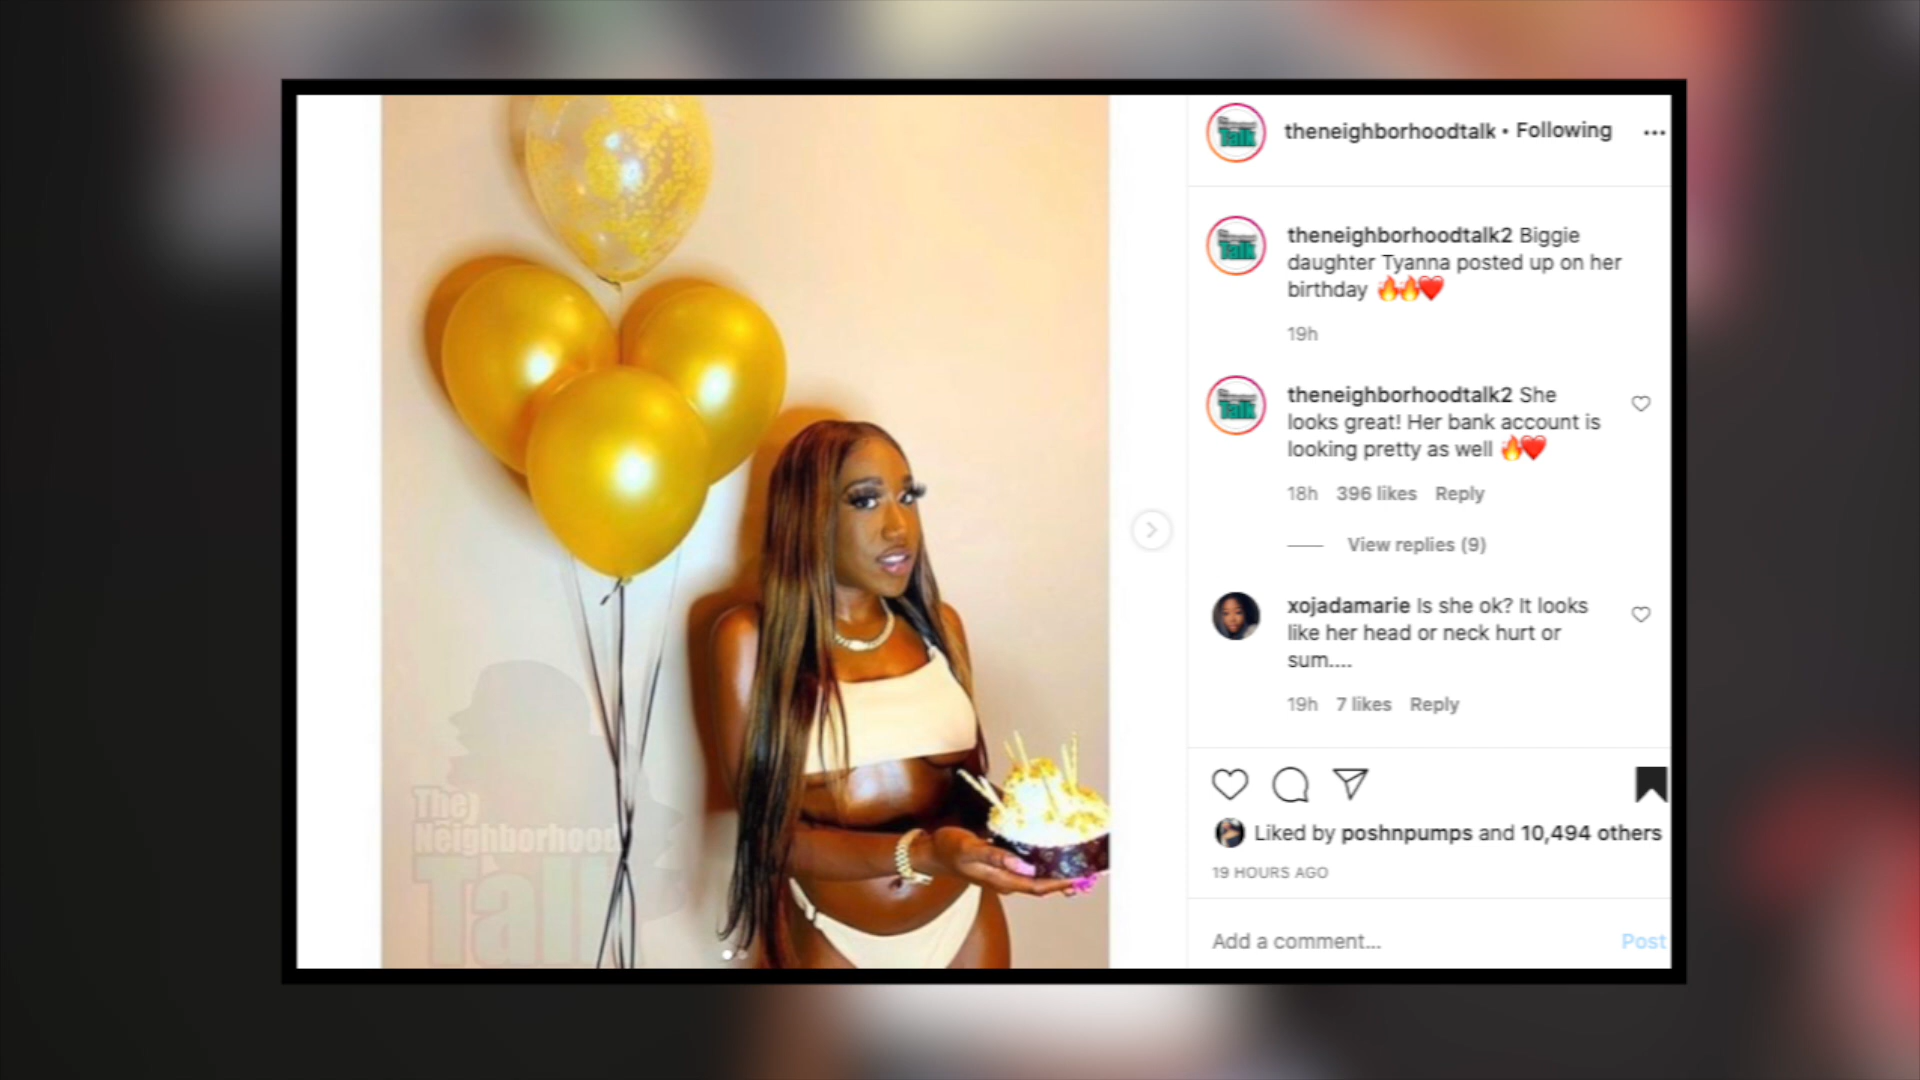 theneighborhoodtalk • Following
theneighborhoodtalk2 Biggie
daughter Tyanna posted up on her
birthday 🔥🔥❤️
19h
theneighborhoodtalk2 She
looks great! Her bank account is
looking pretty as well 🔥❤️
18h 396 likes Reply
View replies (9)
xojadamarie Is she ok? It looks
like her head or neck hurt or
sum....
19h 7 likes Reply
Liked by poshnpumps and 10,494 others
19 HOURS AGO
Add a comment... Post
The
Neighborhood
Talk
Talk
Talk
Talk